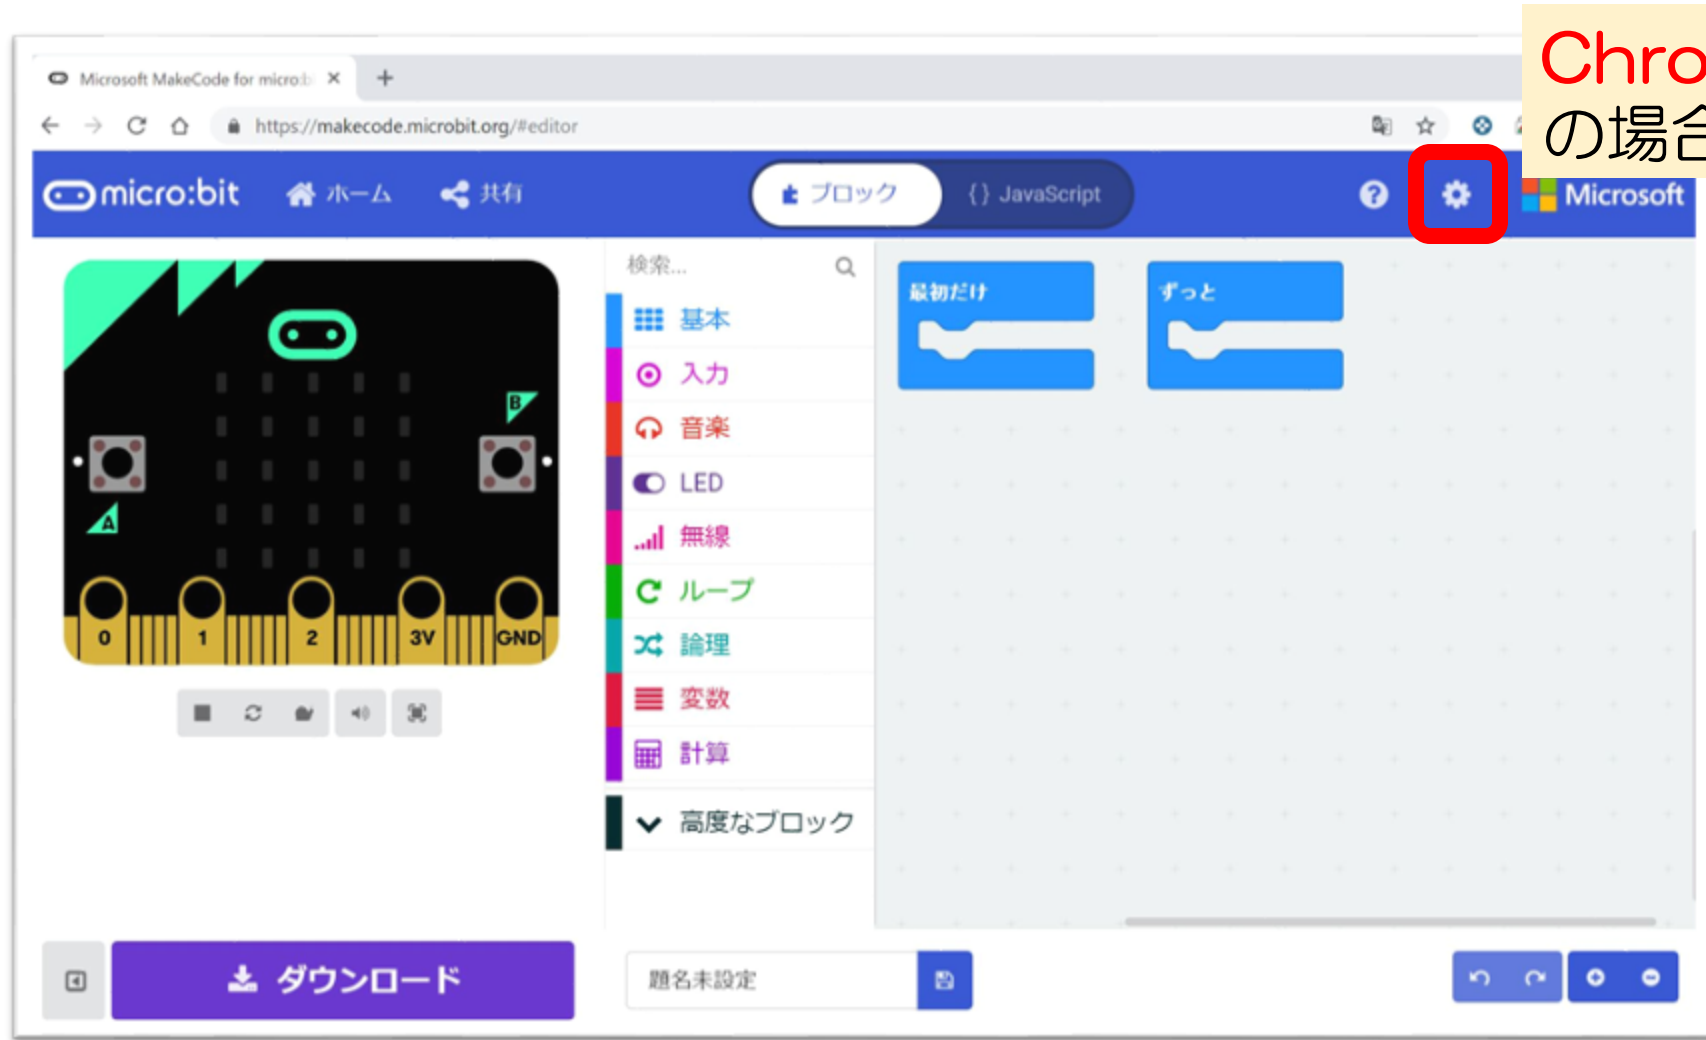 Chro
の場合
Microsoft MakeCode for micro:bi
https://makecode.microbit.org/#editor
micro:bit ホーム 共有 ブロック {} JavaScript Microsoft
検索...
最初だけ ずっと
基本
入力
音楽
LED
無線
ループ
論理
変数
計算
高度なブロック
B
A
0 1 2 3V GND
ダウンロード 題名未設定